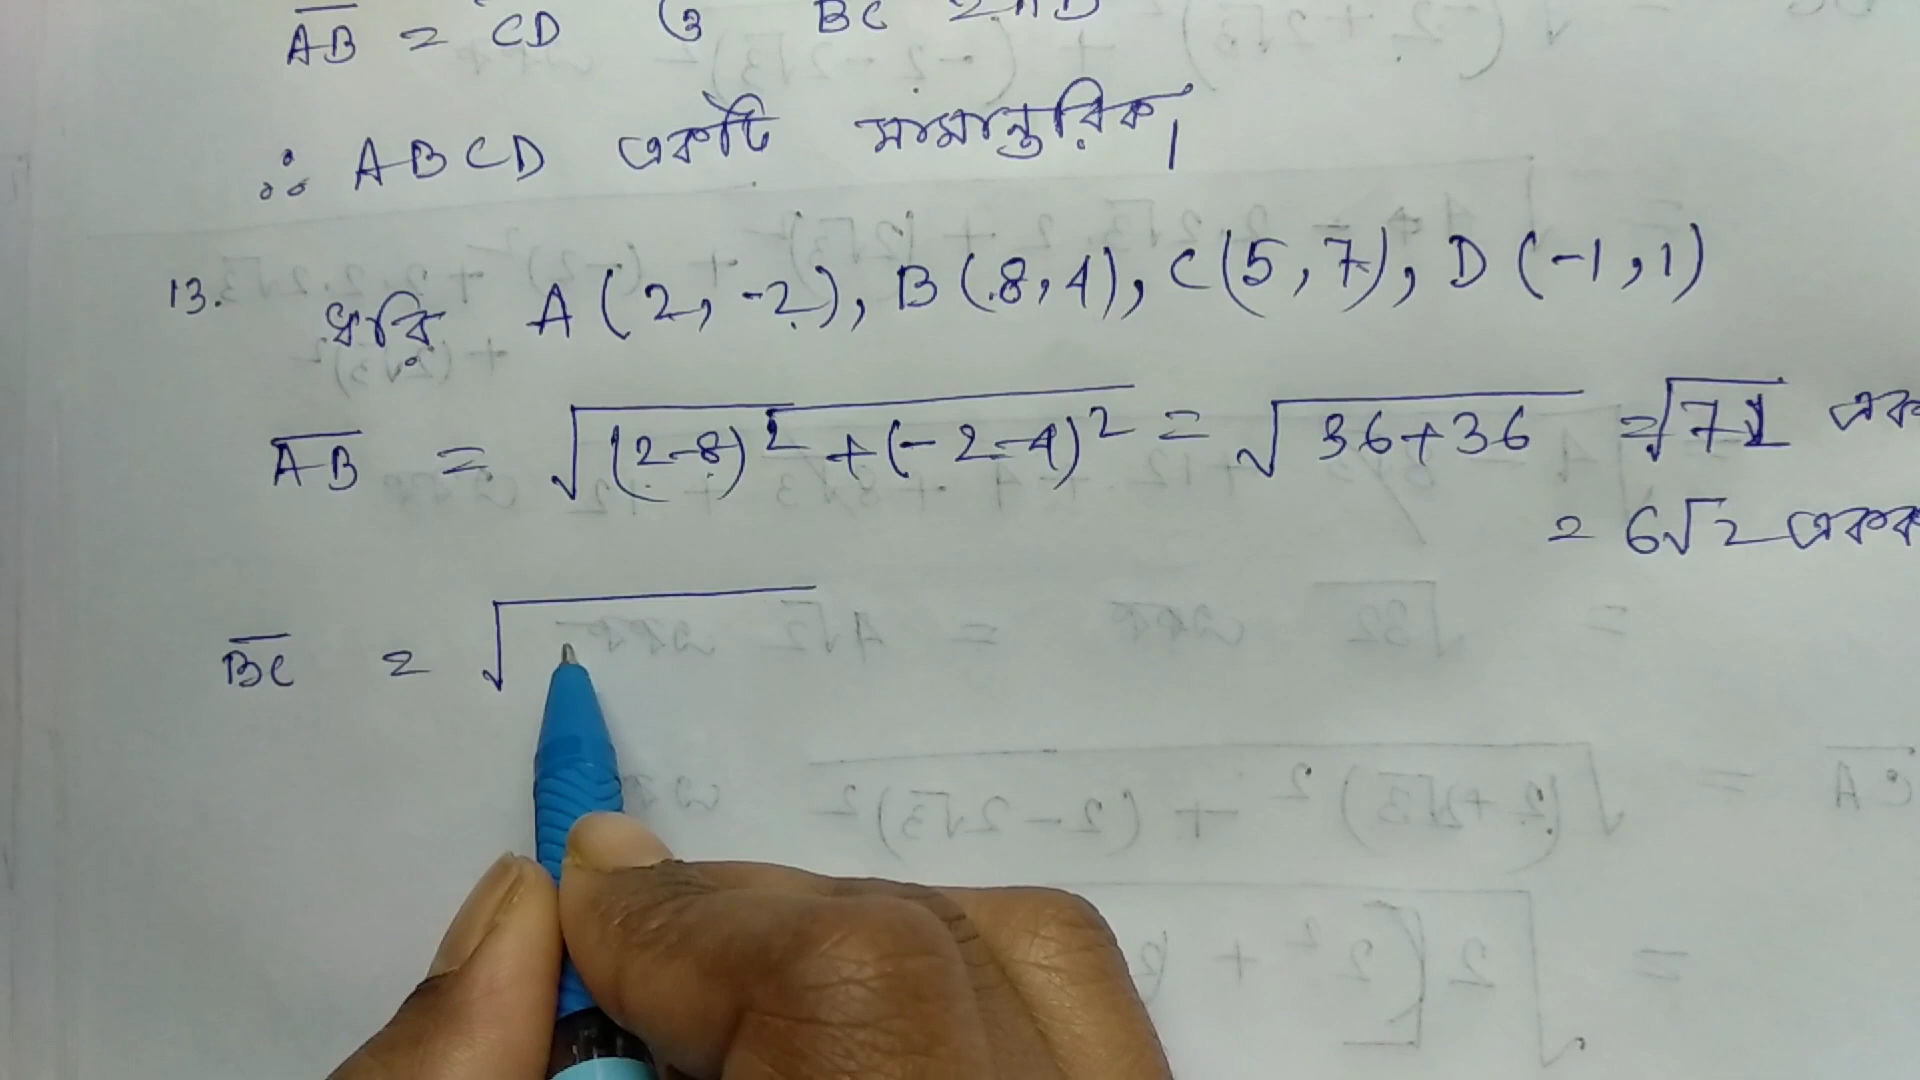 AB = CD ও BC = AD
∴ ABCD একটি সামান্তরিক।
13. ধরি A(2, -2), B(8, 4), C(5, 7), D(-1, 1)
AB = √(2-8)² + (-2-4)² = √36+36 = √72 একক
= 6√2 একক
BC = √